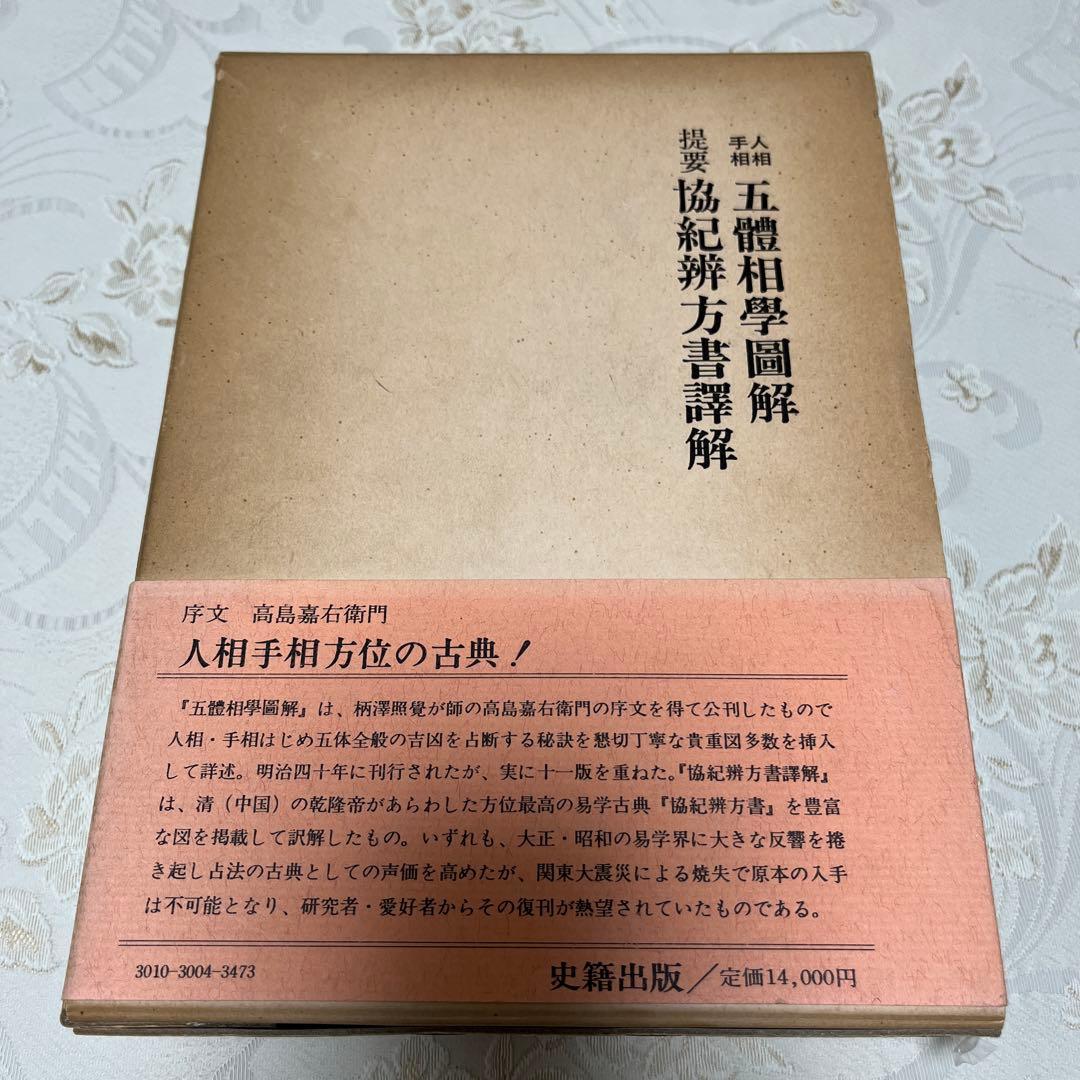 人相
手相
五體相學圖解
提要
協紀辨方書譯解
序文　高島嘉右衛門
人相手相方位の古典！
『五體相學圖解』は、柄澤照覺が師の高島嘉右衛門の序文を得て公刊したもので
人相・手相はじめ五体全般の吉凶を占断する秘訣を懇切丁寧な貴重図多数を挿入
して詳述。明治四十年に刊行されたが、実に十一版を重ねた。『協紀辨方書譯解』
は、清（中国）の乾隆帝があらわした方位最高の易学古典『協紀辨方書』を豊富
な図を掲載して訳解したもの。いずれも、大正・昭和の易学界に大きな反響を捲
き起し占法の古典としての声価を高めたが、関東大震災による焼失で原本の入手
は不可能となり、研究者・愛好者からその復刊が熱望されていたものである。
3010-3004-3473
史籍出版／定価14,000円